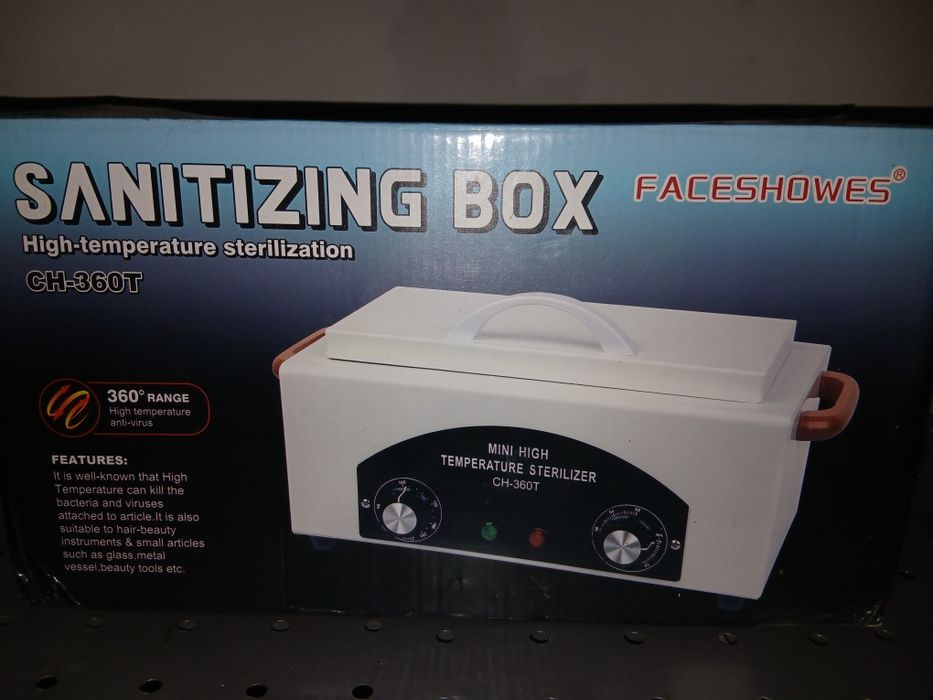 SANITIZING BOX
FACESHOWES®
High-temperature sterilization
CH-360T
360° RANGE
High temperature
anti-virus
FEATURES:
It is well-known that High
Temperature can kill the
bacteria and viruses
attached to article.It is also
suitable to hair-beauty
instruments & small articles
such as glass,metal
vessel,beauty tools etc.
MINI HIGH
TEMPERATURE STERILIZER
CH-360T